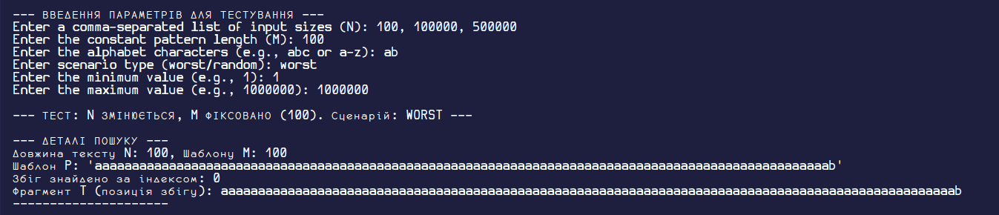 --- ВВЕДЕННЯ ПАРАМЕТРІВ ДЛЯ ТЕСТУВАННЯ ---
Enter a comma-separated list of input sizes (N): 100, 100000, 500000
Enter the constant pattern length (M): 100
Enter the alphabet characters (e.g., abc or a-z): ab
Enter scenario type (worst/random): worst
Enter the minimum value (e.g., 1): 1
Enter the maximum value (e.g., 1000000): 1000000
--- ТЕСТ: N ЗМІНЮЄТЬСЯ, M ФІКСОВАНО (100). Сценарій: WORST ---
--- ДЕТАЛІ ПОШУКУ ---
Довжина тексту N: 100, Шаблону M: 100
Шаблон P: 'aaaaaaaaaaaaaaaaaaaaaaaaaaaaaaaaaaaaaaaaaaaaaaaaaaaaaaaaaaaaaaaaaaaaaaaaaaaaaaaaaaaaaaaaaaaaaaaaaaab'
Збіг знайдено за індексом: 0
Фрагмент T (позиція збігу): aaaaaaaaaaaaaaaaaaaaaaaaaaaaaaaaaaaaaaaaaaaaaaaaaaaaaaaaaaaaaaaaaaaaaaaaaaaaaaaaaaaaaaaaaaaaaaaaaaab
---------------------